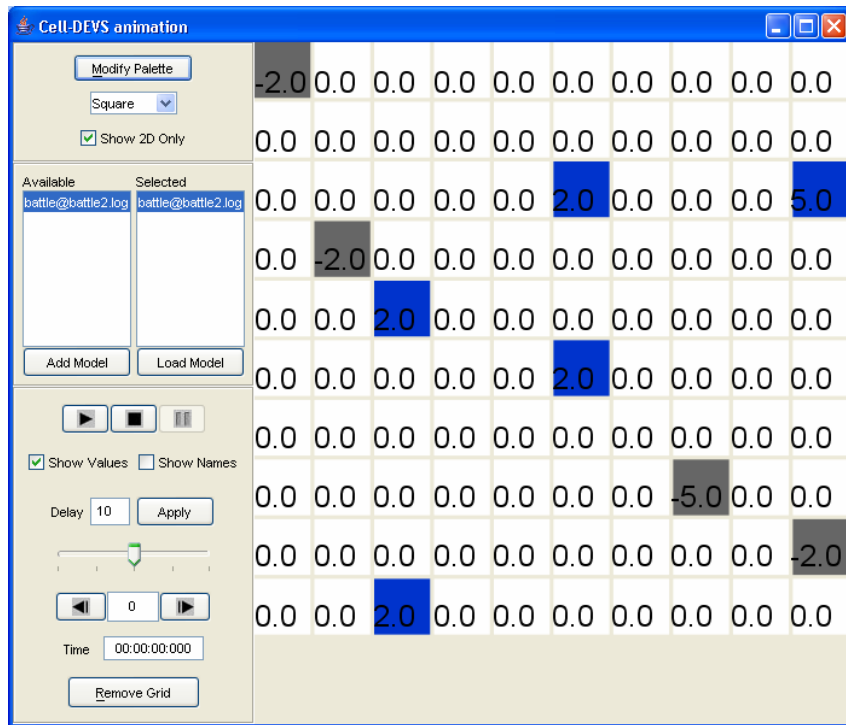 Cell-DEVS animation
Modify Palette
Square
Show 2D Only
Available Selected
battle@battle2.log battle@battle2.log
Add Model Load Model
Show Values Show Names
Delay 10 Apply
0
Time 00:00:00:000
Remove Grid
-2.0 0.0 0.0 0.0 0.0 0.0 0.0 0.0 0.0 0.0
0.0 0.0 0.0 0.0 0.0 0.0 0.0 0.0 0.0 0.0
0.0 0.0 0.0 0.0 0.0 2.0 0.0 0.0 0.0 5.0
0.0 -2.0 0.0 0.0 0.0 0.0 0.0 0.0 0.0 0.0
0.0 0.0 2.0 0.0 0.0 0.0 0.0 0.0 0.0 0.0
0.0 0.0 0.0 0.0 0.0 2.0 0.0 0.0 0.0 0.0
0.0 0.0 0.0 0.0 0.0 0.0 0.0 0.0 0.0 0.0
0.0 0.0 0.0 0.0 0.0 0.0 0.0 -5.0 0.0 0.0
0.0 0.0 0.0 0.0 0.0 0.0 0.0 0.0 0.0 -2.0
0.0 0.0 2.0 0.0 0.0 0.0 0.0 0.0 0.0 0.0